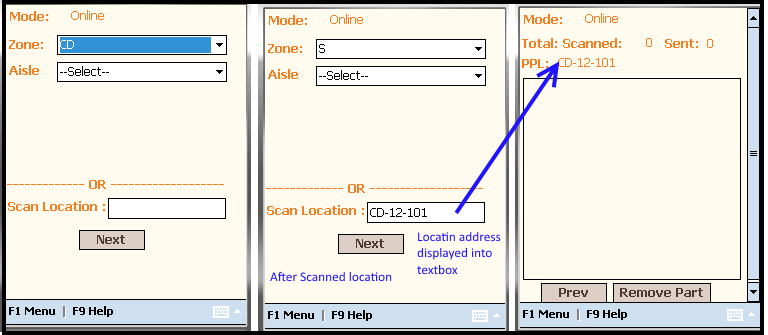 Mode: Online
Zone: CD
Aisle --Select--
OR
Scan Location :
Next
F1 Menu | F9 Help
Mode: Online
Zone: S
Aisle --Select--
OR
Scan Location : CD-12-101
Next
Locatin address
displayed into
textbox
After Scanned location
F1 Menu | F9 Help
Mode: Online
Total: Scanned: 0 Sent: 0
PPL: CD-12-101
Prev Remove Part
F1 Menu | F9 Help